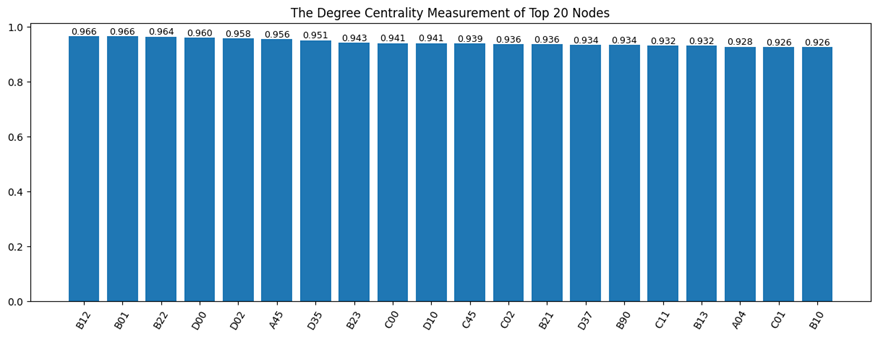 The Degree Centrality Measurement of Top 20 Nodes
1.0
0.8
0.6
0.4
0.2
0.0
0.966 0.966 0.964 0.960 0.958 0.956 0.951 0.943 0.941 0.941 0.939 0.936 0.936 0.934 0.934 0.932 0.932 0.928 0.926 0.926
B12 B01 B22 D00 D02 A45 D35 B23 C00 D10 C45 C02 B21 D37 B90 C11 B13 A04 C01 B10